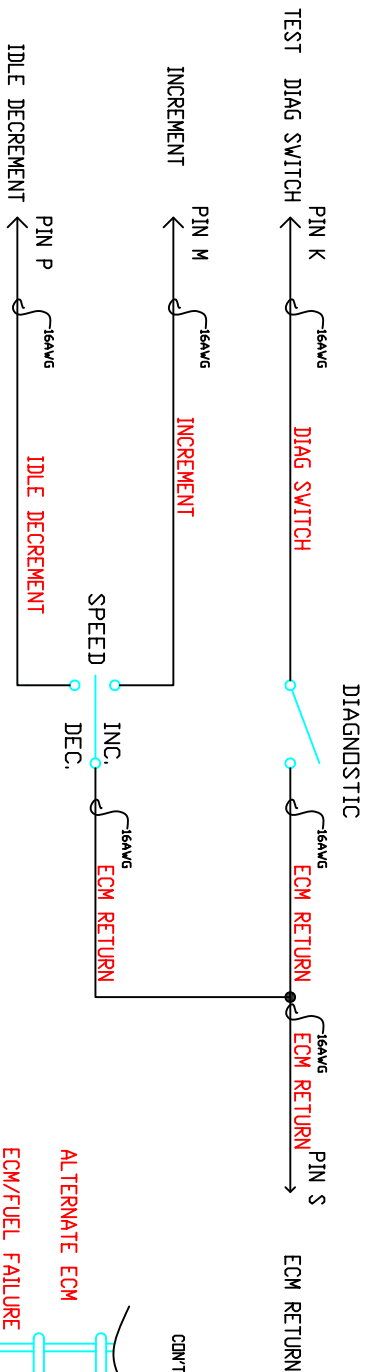 TEST DIAG SWITCH
PIN K
16AWG
DIAG SWITCH
DIAGNOSTIC
16AWG
ECM RETURN
16AWG
ECM RETURN
PIN S
ECM RETURN
INCREMENT
PIN M
16AWG
INCREMENT
SPEED
INC.
DEC.
16AWG
ECM RETURN
IDLE DECREMENT
PIN P
16AWG
IDLE DECREMENT
CONT
ALTERNATE ECM
ECM/FUEL FAILURE